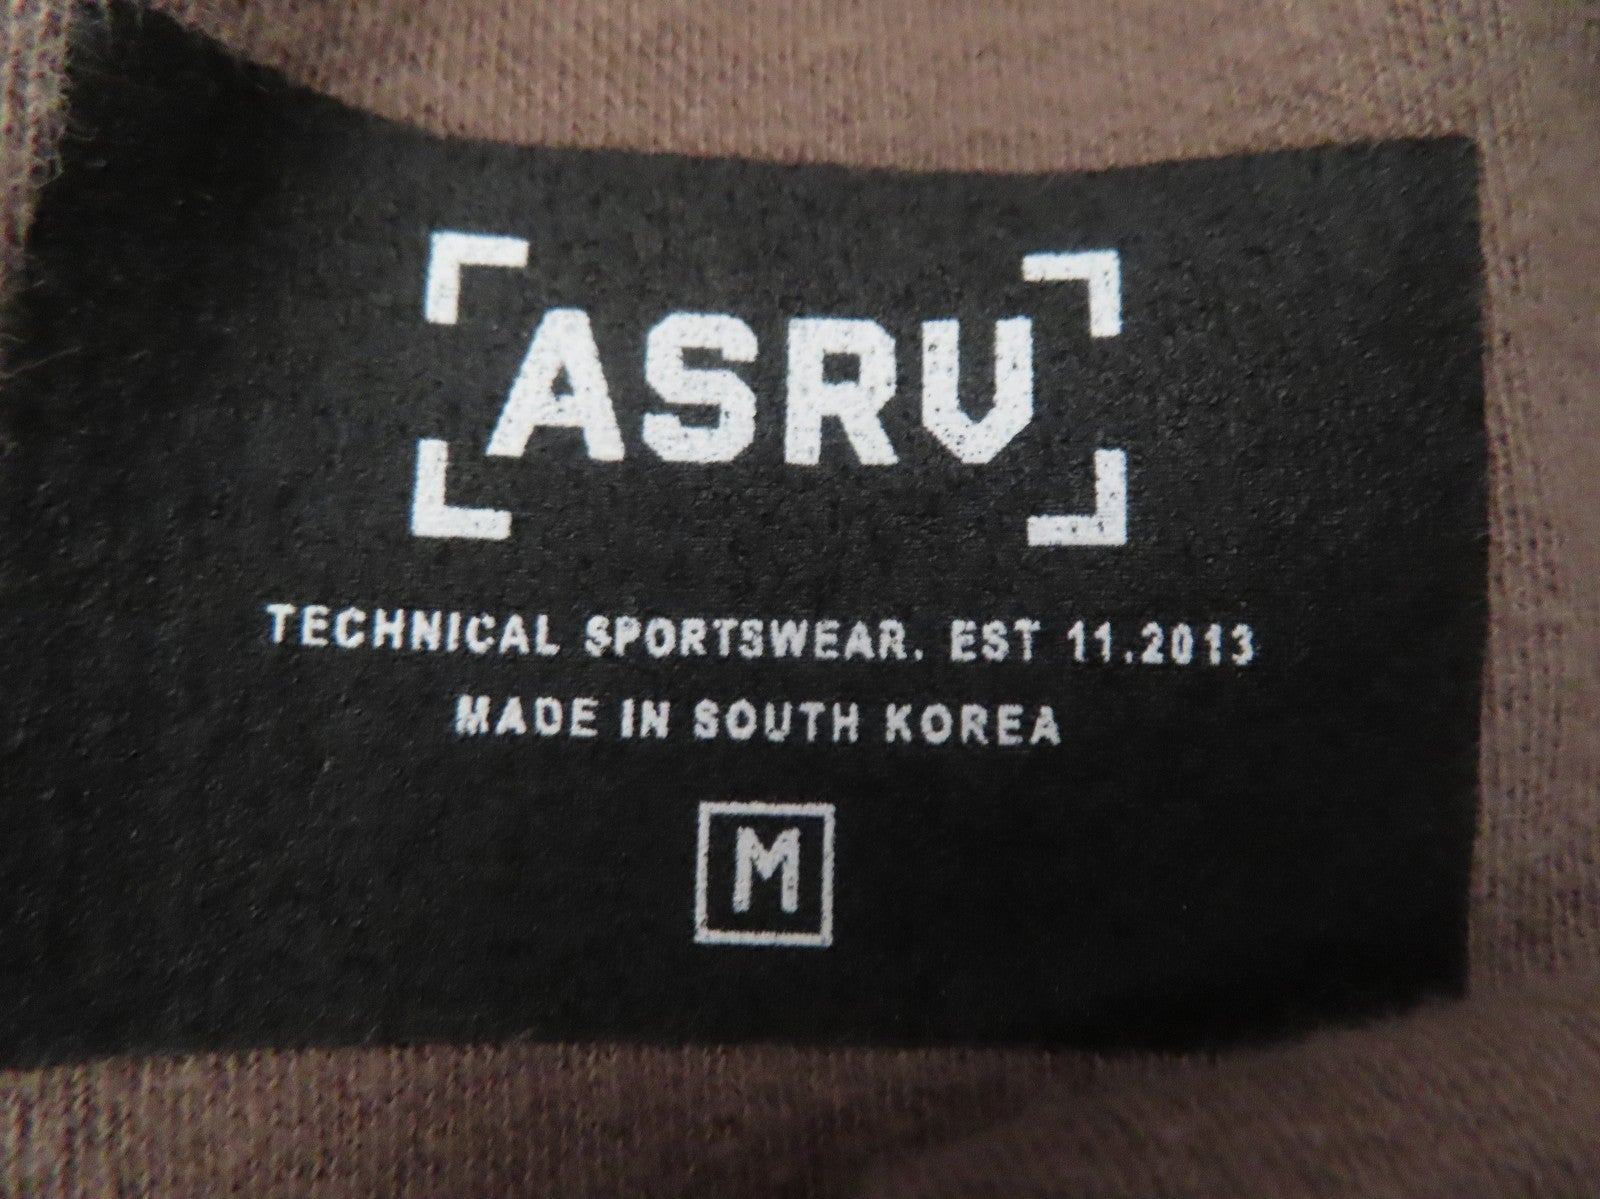 ASRV
TECHNICAL SPORTSWEAR. EST 11.2013
MADE IN SOUTH KOREA
M